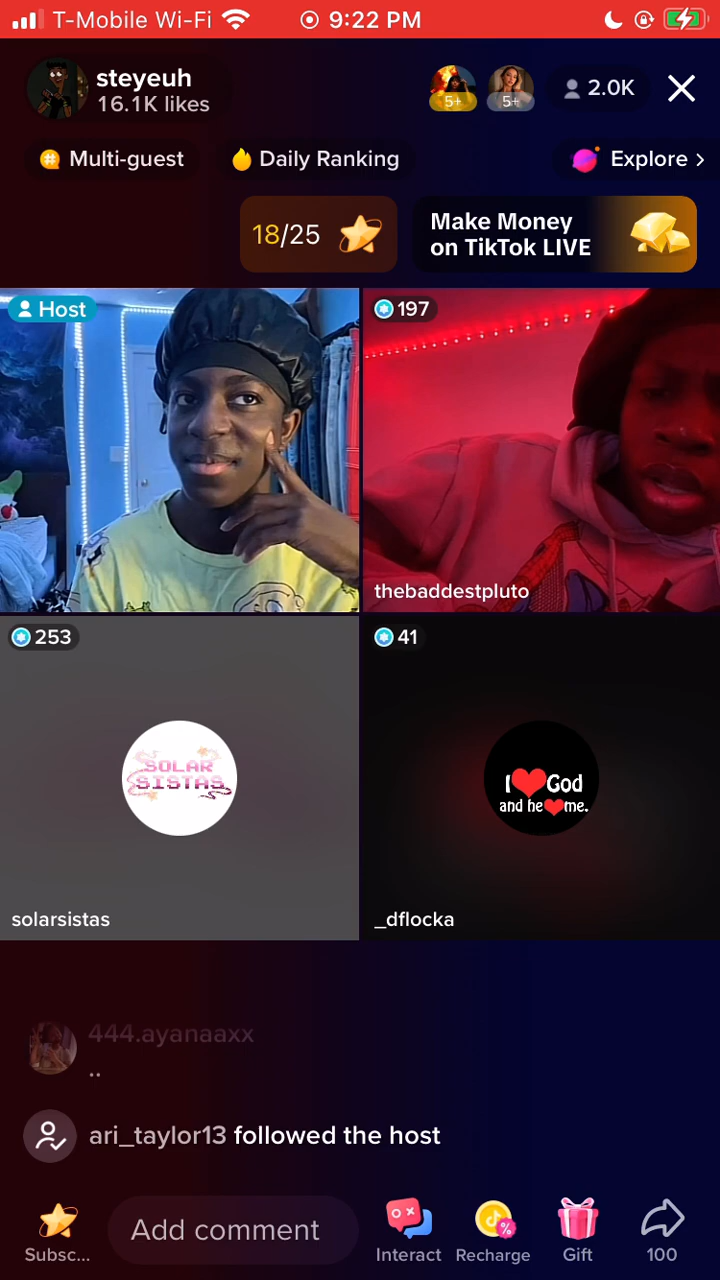 T-Mobile Wi-Fi 9:22 PM
steyeuh
16.1K likes
5+ 5+
2.0K
Multi-guest Daily Ranking Explore >
18/25
Make Money
on TikTok LIVE
Host
197
thebaddestpluto
253
41
SOLAR
SISTAS
I❤God
and he❤me.
solarsistas
_dflocka
444.ayanaaxx
..
ari_taylor13 followed the host
Add comment
Subsc... Interact Recharge Gift 100